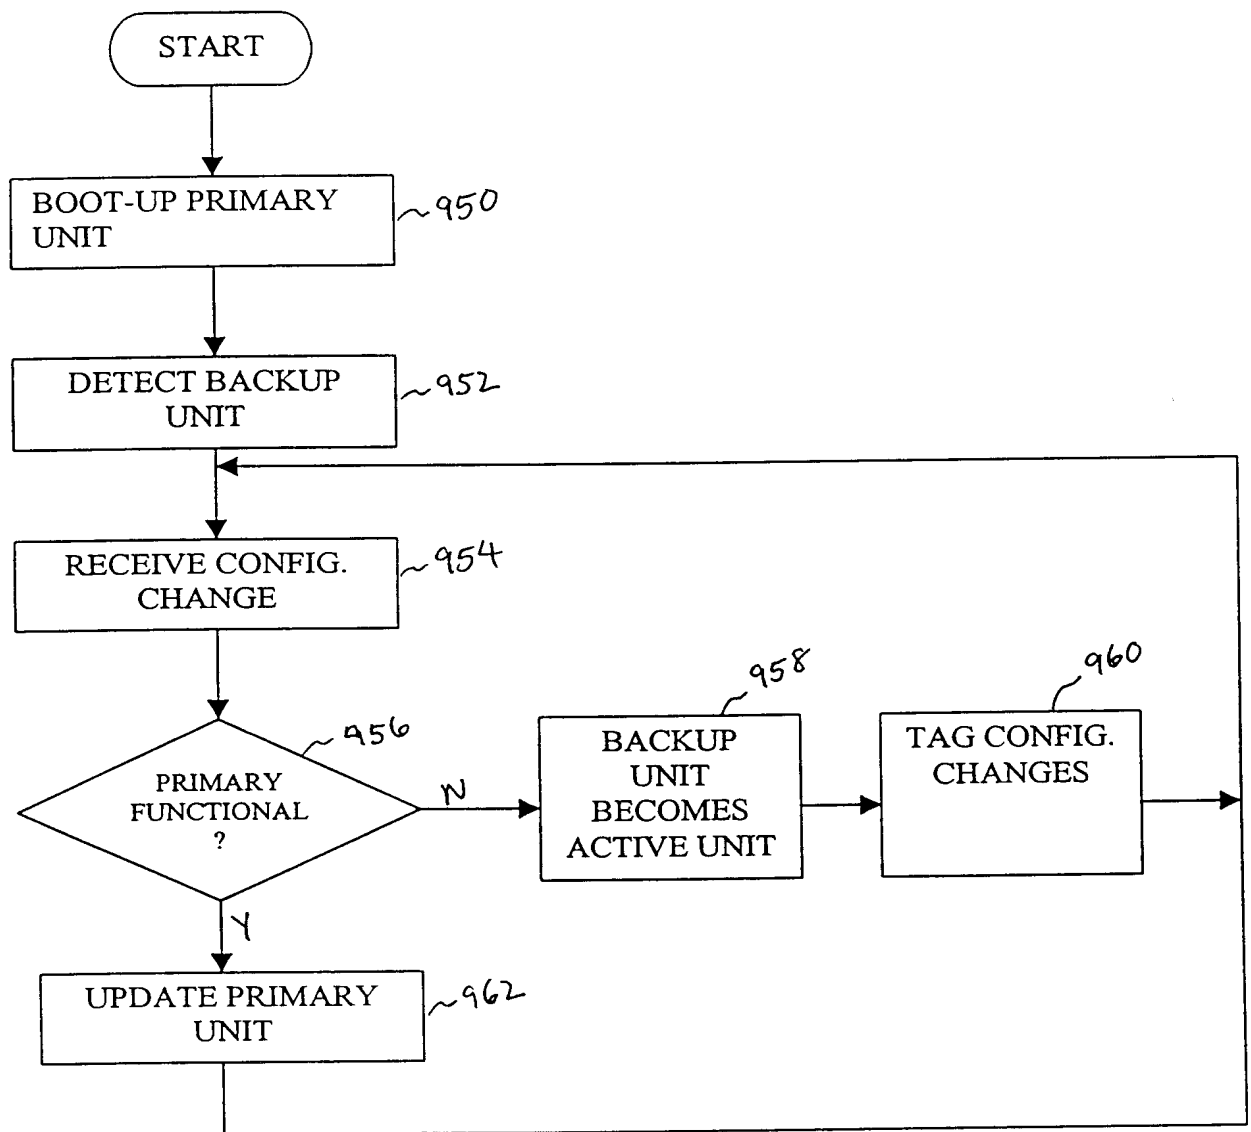 START
BOOT-UP PRIMARY
UNIT
950
DETECT BACKUP
UNIT
952
RECEIVE CONFIG.
CHANGE
954
PRIMARY
FUNCTIONAL
?
956
N
BACKUP
UNIT
BECOMES
ACTIVE UNIT
958
TAG CONFIG.
CHANGES
960
Y
UPDATE PRIMARY
UNIT
962